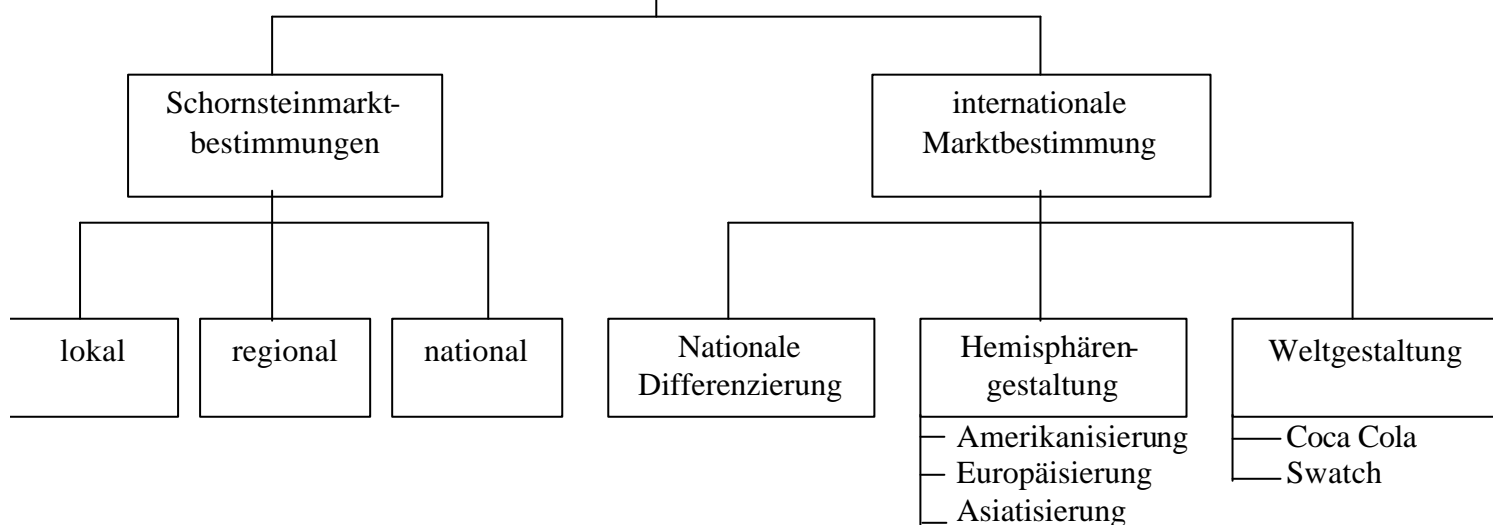 Schornsteinmarkt-
bestimmungen
internationale
Marktbestimmung
lokal
regional
national
Nationale
Differenzierung
Hemisphären-
gestaltung
Weltgestaltung
Amerikanisierung
Europäisierung
Asiatisierung
Coca Cola
Swatch